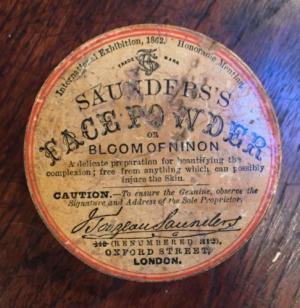 International Exhibition, 1862. Honorable Mention.
TRADE MARK
SAUNDERS'S
FACE POWDER
OR
BLOOM OF NINON
A delicate preparation for beautifying the
complexion; free from anything which can possibly
injure the Skin.
CAUTION.—To ensure the Genuine, observe the
Signature and Address of the Sole Proprietor,
J. Touzeau Saunders
(RENUMBERED 312),
OXFORD STREET,
LONDON.